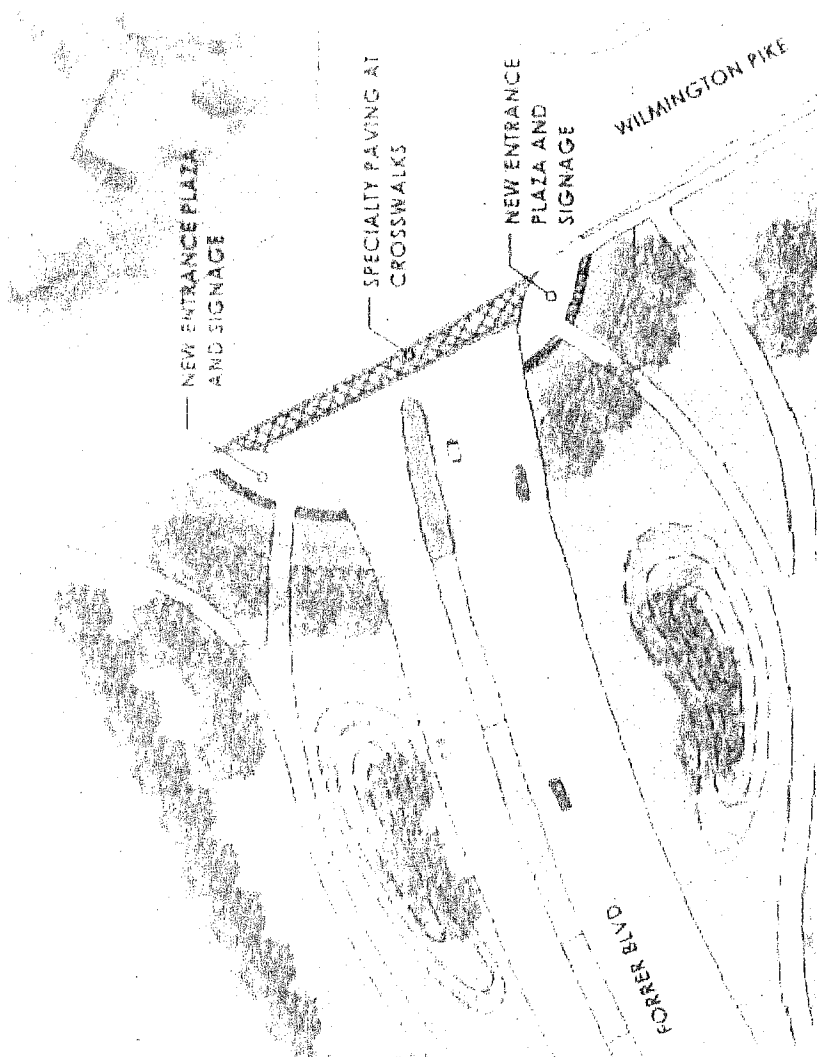 NEW ENTRANCE PLAZA
AND SIGNAGE
SPECIALTY PAVING AT
CROSSWALKS
NEW ENTRANCE
PLAZA AND
SIGNAGE
WILMINGTON PIKE
FORRER BLVD